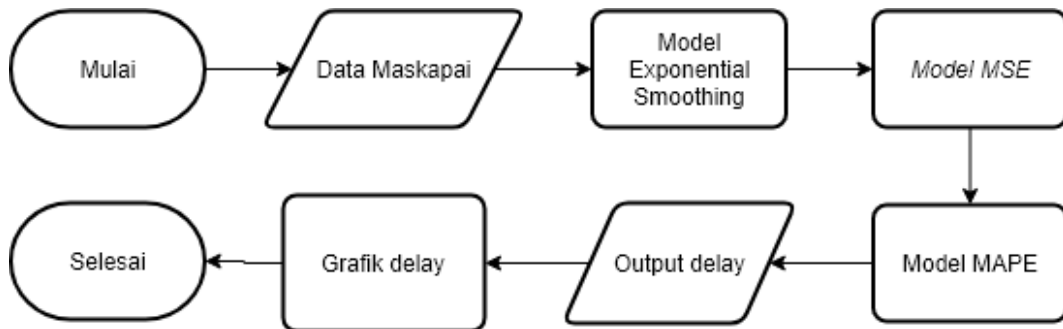 Mulai
Data Maskapai
Model
Exponential
Smoothing
Model MSE
Model MAPE
Output delay
Grafik delay
Selesai